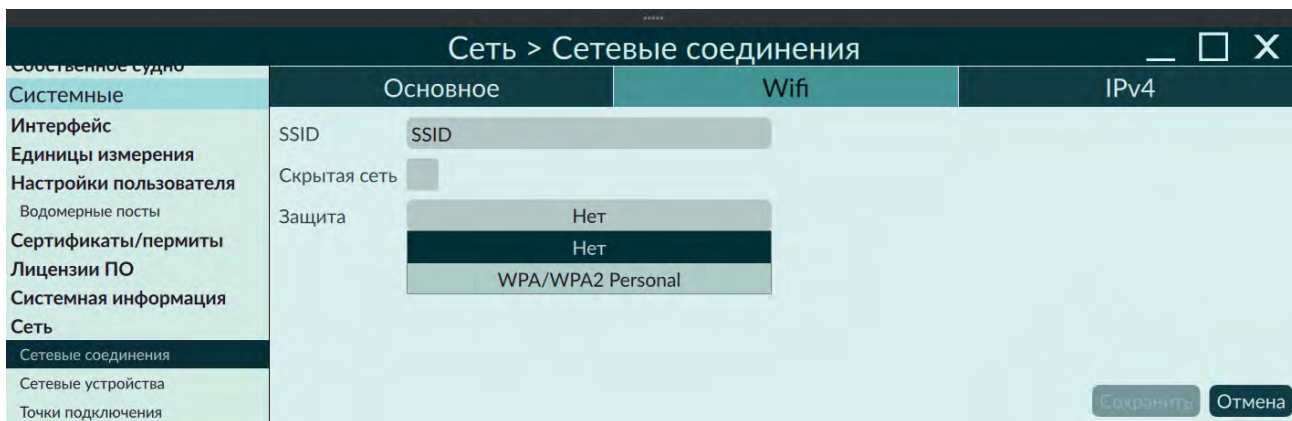 Сеть > Сетевые соединения
Собственное судно
Системные
Интерфейс
Единицы измерения
Настройки пользователя
Водомерные посты
Сертификаты/пермиты
Лицензии ПО
Системная информация
Сеть
Сетевые соединения
Сетевые устройства
Точки подключения
Основное
Wifi
IPv4
SSID
SSID
Скрытая сеть
Защита
Нет
Нет
WPA/WPA2 Personal
Сохранить
Отмена